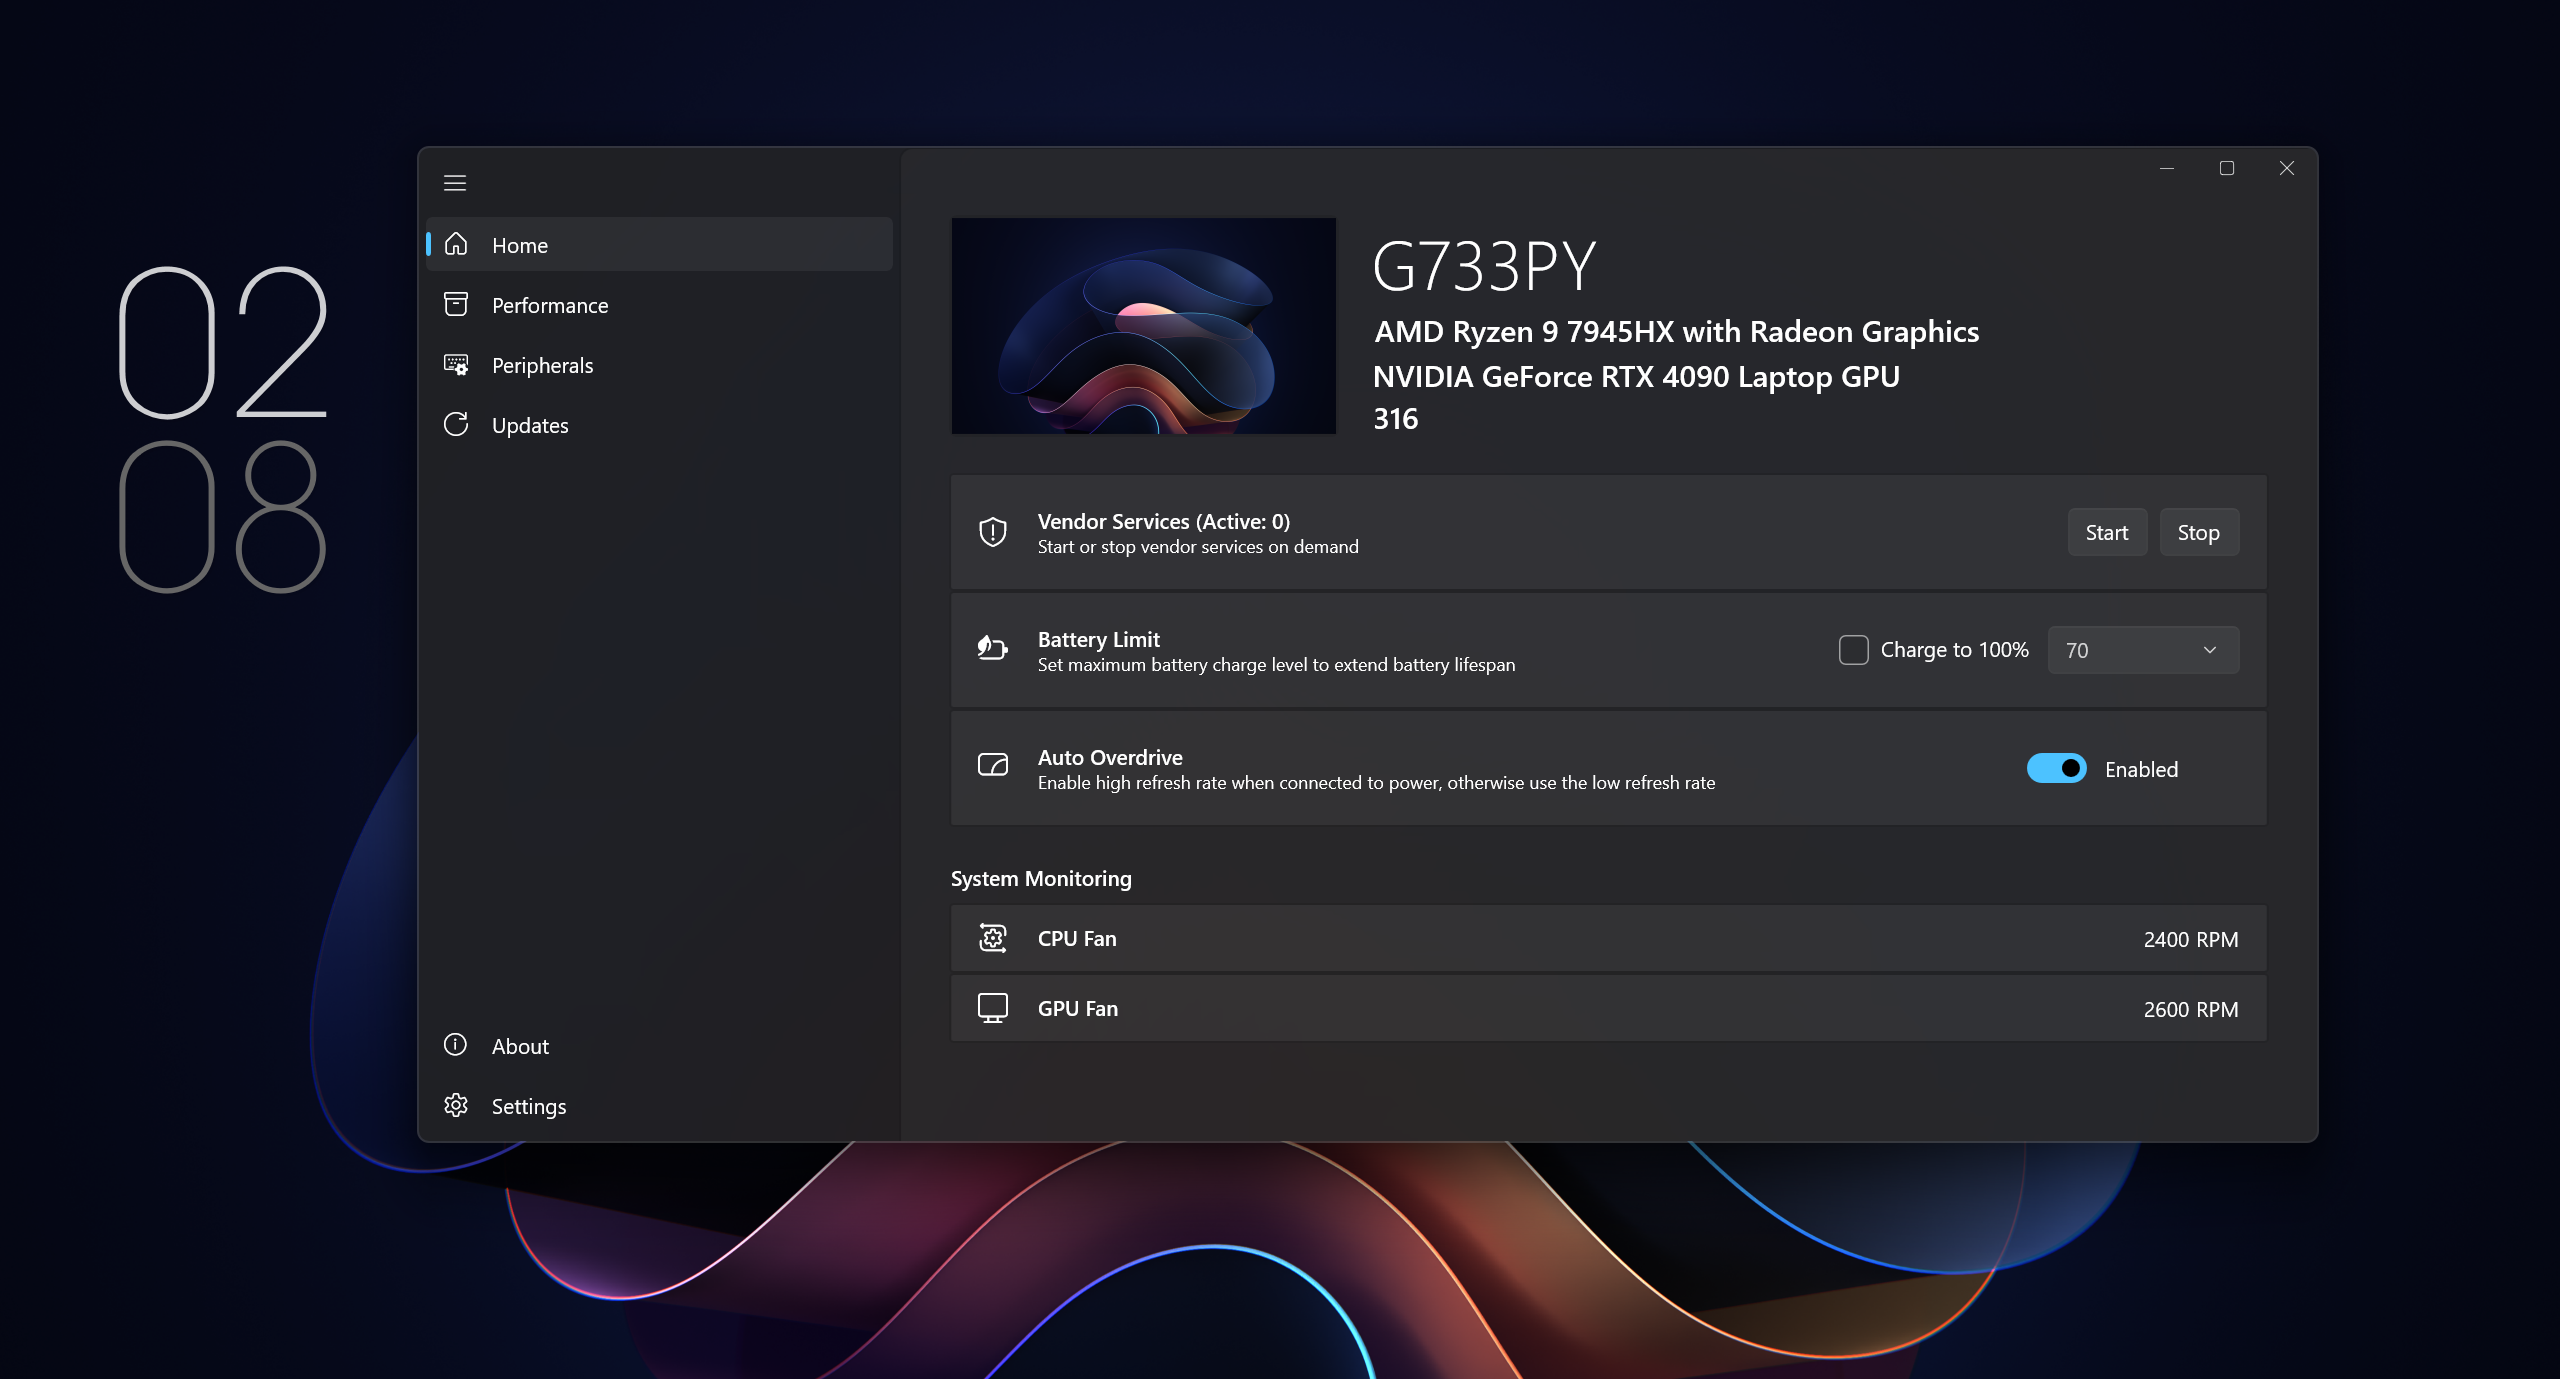 02
08
Home
Performance
Peripherals
Updates
About
Settings
G733PY
AMD Ryzen 9 7945HX with Radeon Graphics
NVIDIA GeForce RTX 4090 Laptop GPU
316
Vendor Services (Active: 0)
Start or stop vendor services on demand
Start Stop
Battery Limit
Set maximum battery charge level to extend battery lifespan
Charge to 100% 70
Auto Overdrive
Enable high refresh rate when connected to power, otherwise use the low refresh rate
Enabled
System Monitoring
CPU Fan 2400 RPM
GPU Fan 2600 RPM